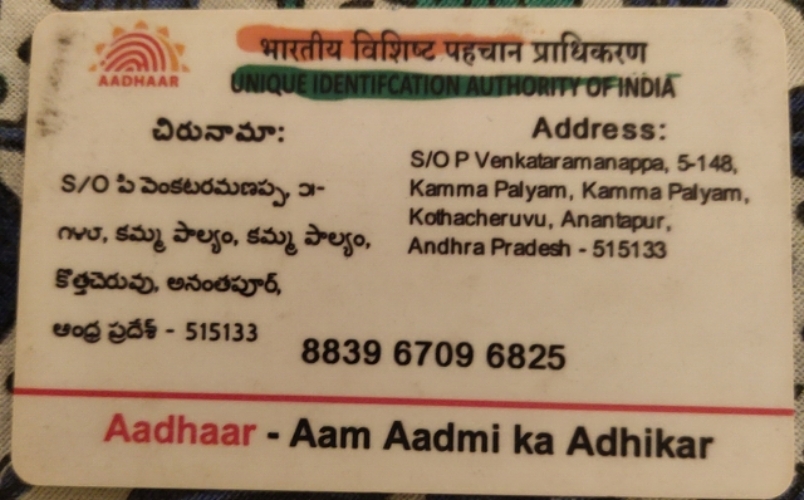 AADHAAR
भारतीय विशिष्ट पहचान प्राधिकरण
UNIQUE IDENTIFCATION AUTHORITY OF INDIA
చిరునామా:
S/O పి వెంకటరమణప్ప, ౫-
౧౪౮, కమ్మ పాల్యం, కమ్మ పాల్యం,
కొత్తచెరువు, అనంతపూర్,
ఆంధ్ర ప్రదేశ్ - 515133
Address:
S/O P Venkataramanappa, 5-148,
Kamma Palyam, Kamma Palyam,
Kothacheruvu, Anantapur,
Andhra Pradesh - 515133
8839 6709 6825
Aadhaar - Aam Aadmi ka Adhikar